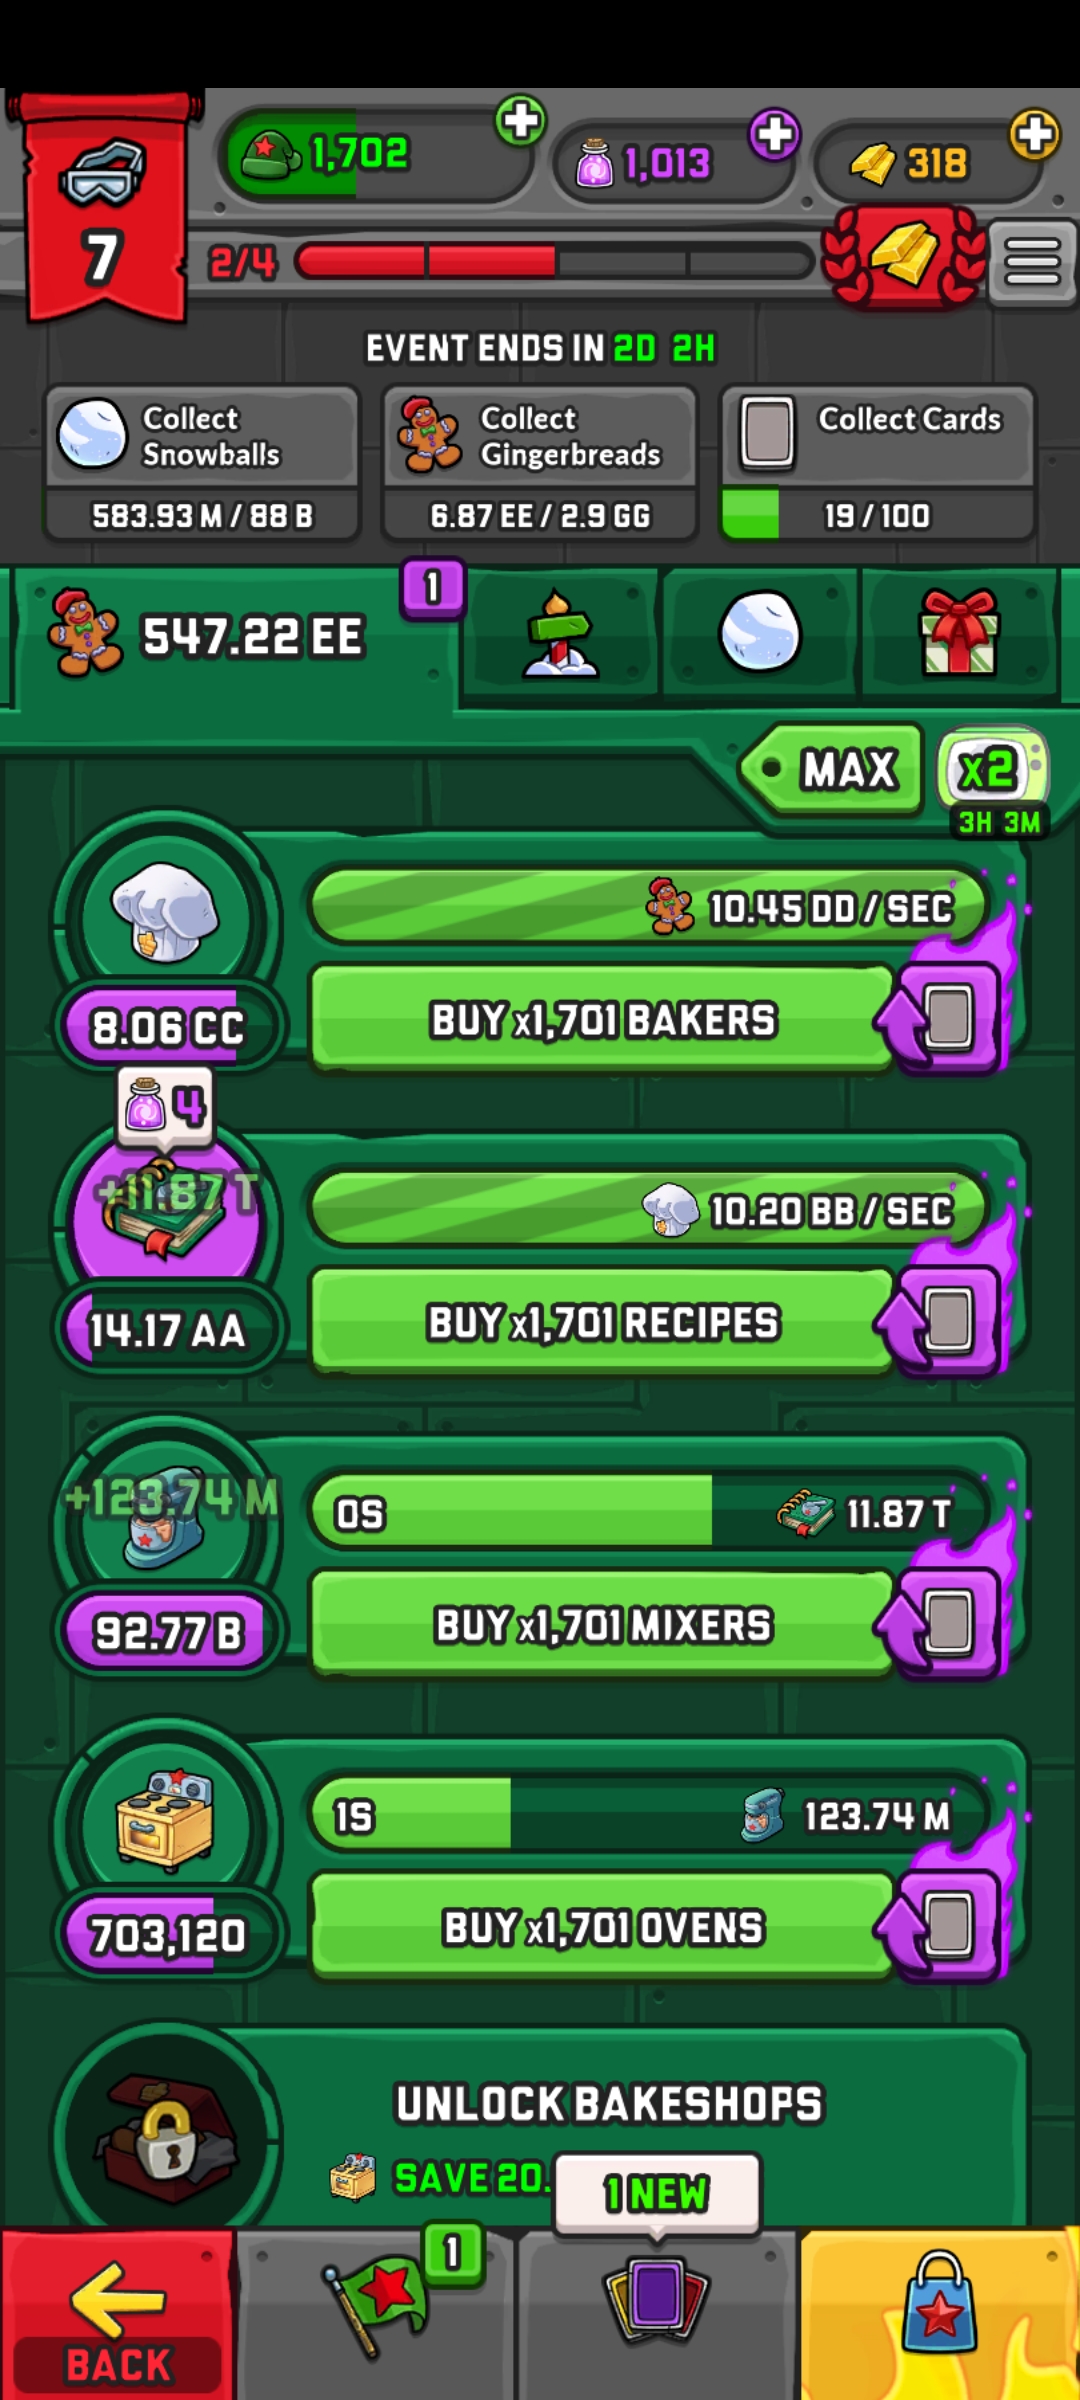 1,702
1,013
318
7
2/4
EVENT ENDS IN 2D 2H
Collect
Snowballs
583.93 M / 88 B
Collect
Gingerbreads
6.87 EE / 2.9 GG
Collect Cards
19 / 100
547.22 EE
1
MAX
x2
3H 3M
10.45 DD / SEC
8.06 CC
BUY x1,701 BAKERS
4
+11.87 T
10.20 BB / SEC
14.17 AA
BUY x1,701 RECIPES
+123.74 M
0S
11.87 T
92.77 B
BUY x1,701 MIXERS
1S
123.74 M
703,120
BUY x1,701 OVENS
UNLOCK BAKESHOPS
SAVE 20.
1 NEW
1
BACK